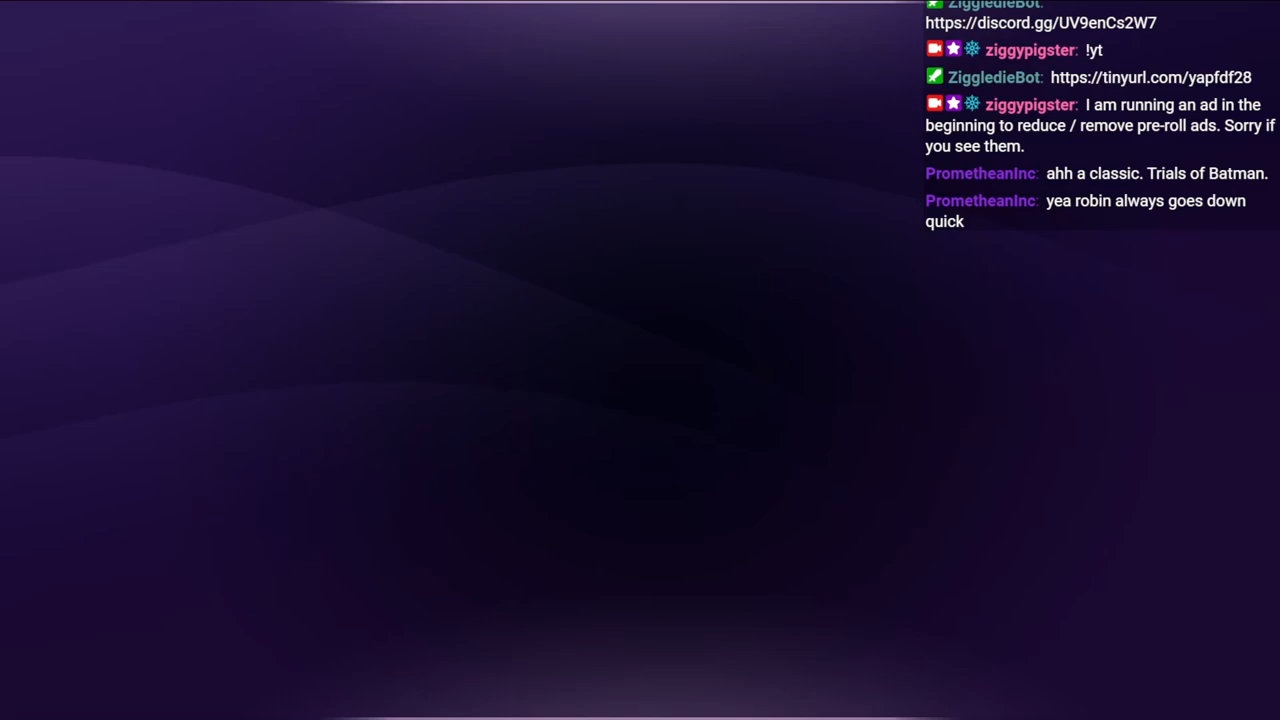 ZiggledieBot:
https://discord.gg/UV9enCs2W7
ziggypigster: !yt
ZiggledieBot: https://tinyurl.com/yapfdf28
ziggypigster: I am running an ad in the
beginning to reduce / remove pre-roll ads. Sorry if
you see them.
PrometheanInc: ahh a classic. Trials of Batman.
PrometheanInc: yea robin always goes down
quick